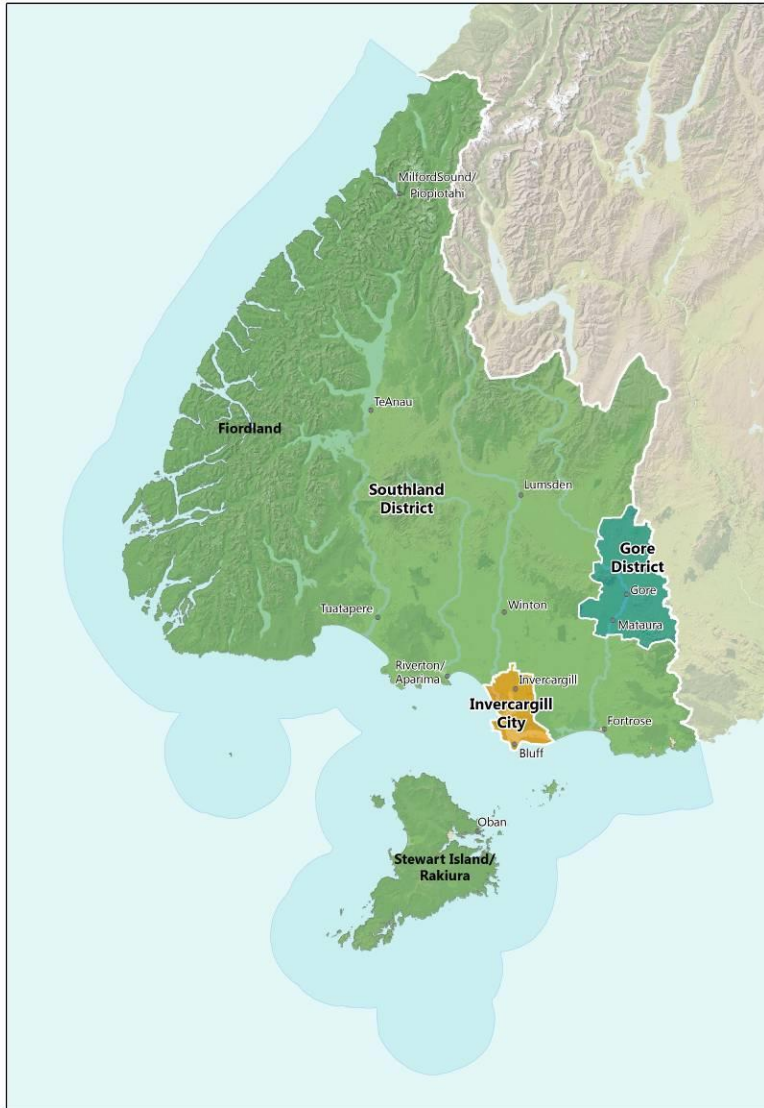 MilfordSound/
Piopiotahi
TeAnau
Fiordland
Southland
District
Lumsden
Gore
District
Gore
Tuatapere
Winton
Mataura
Riverton/
Aparima
Invercargill
Invercargill
City
Fortrose
Bluff
Oban
Stewart Island/
Rakiura